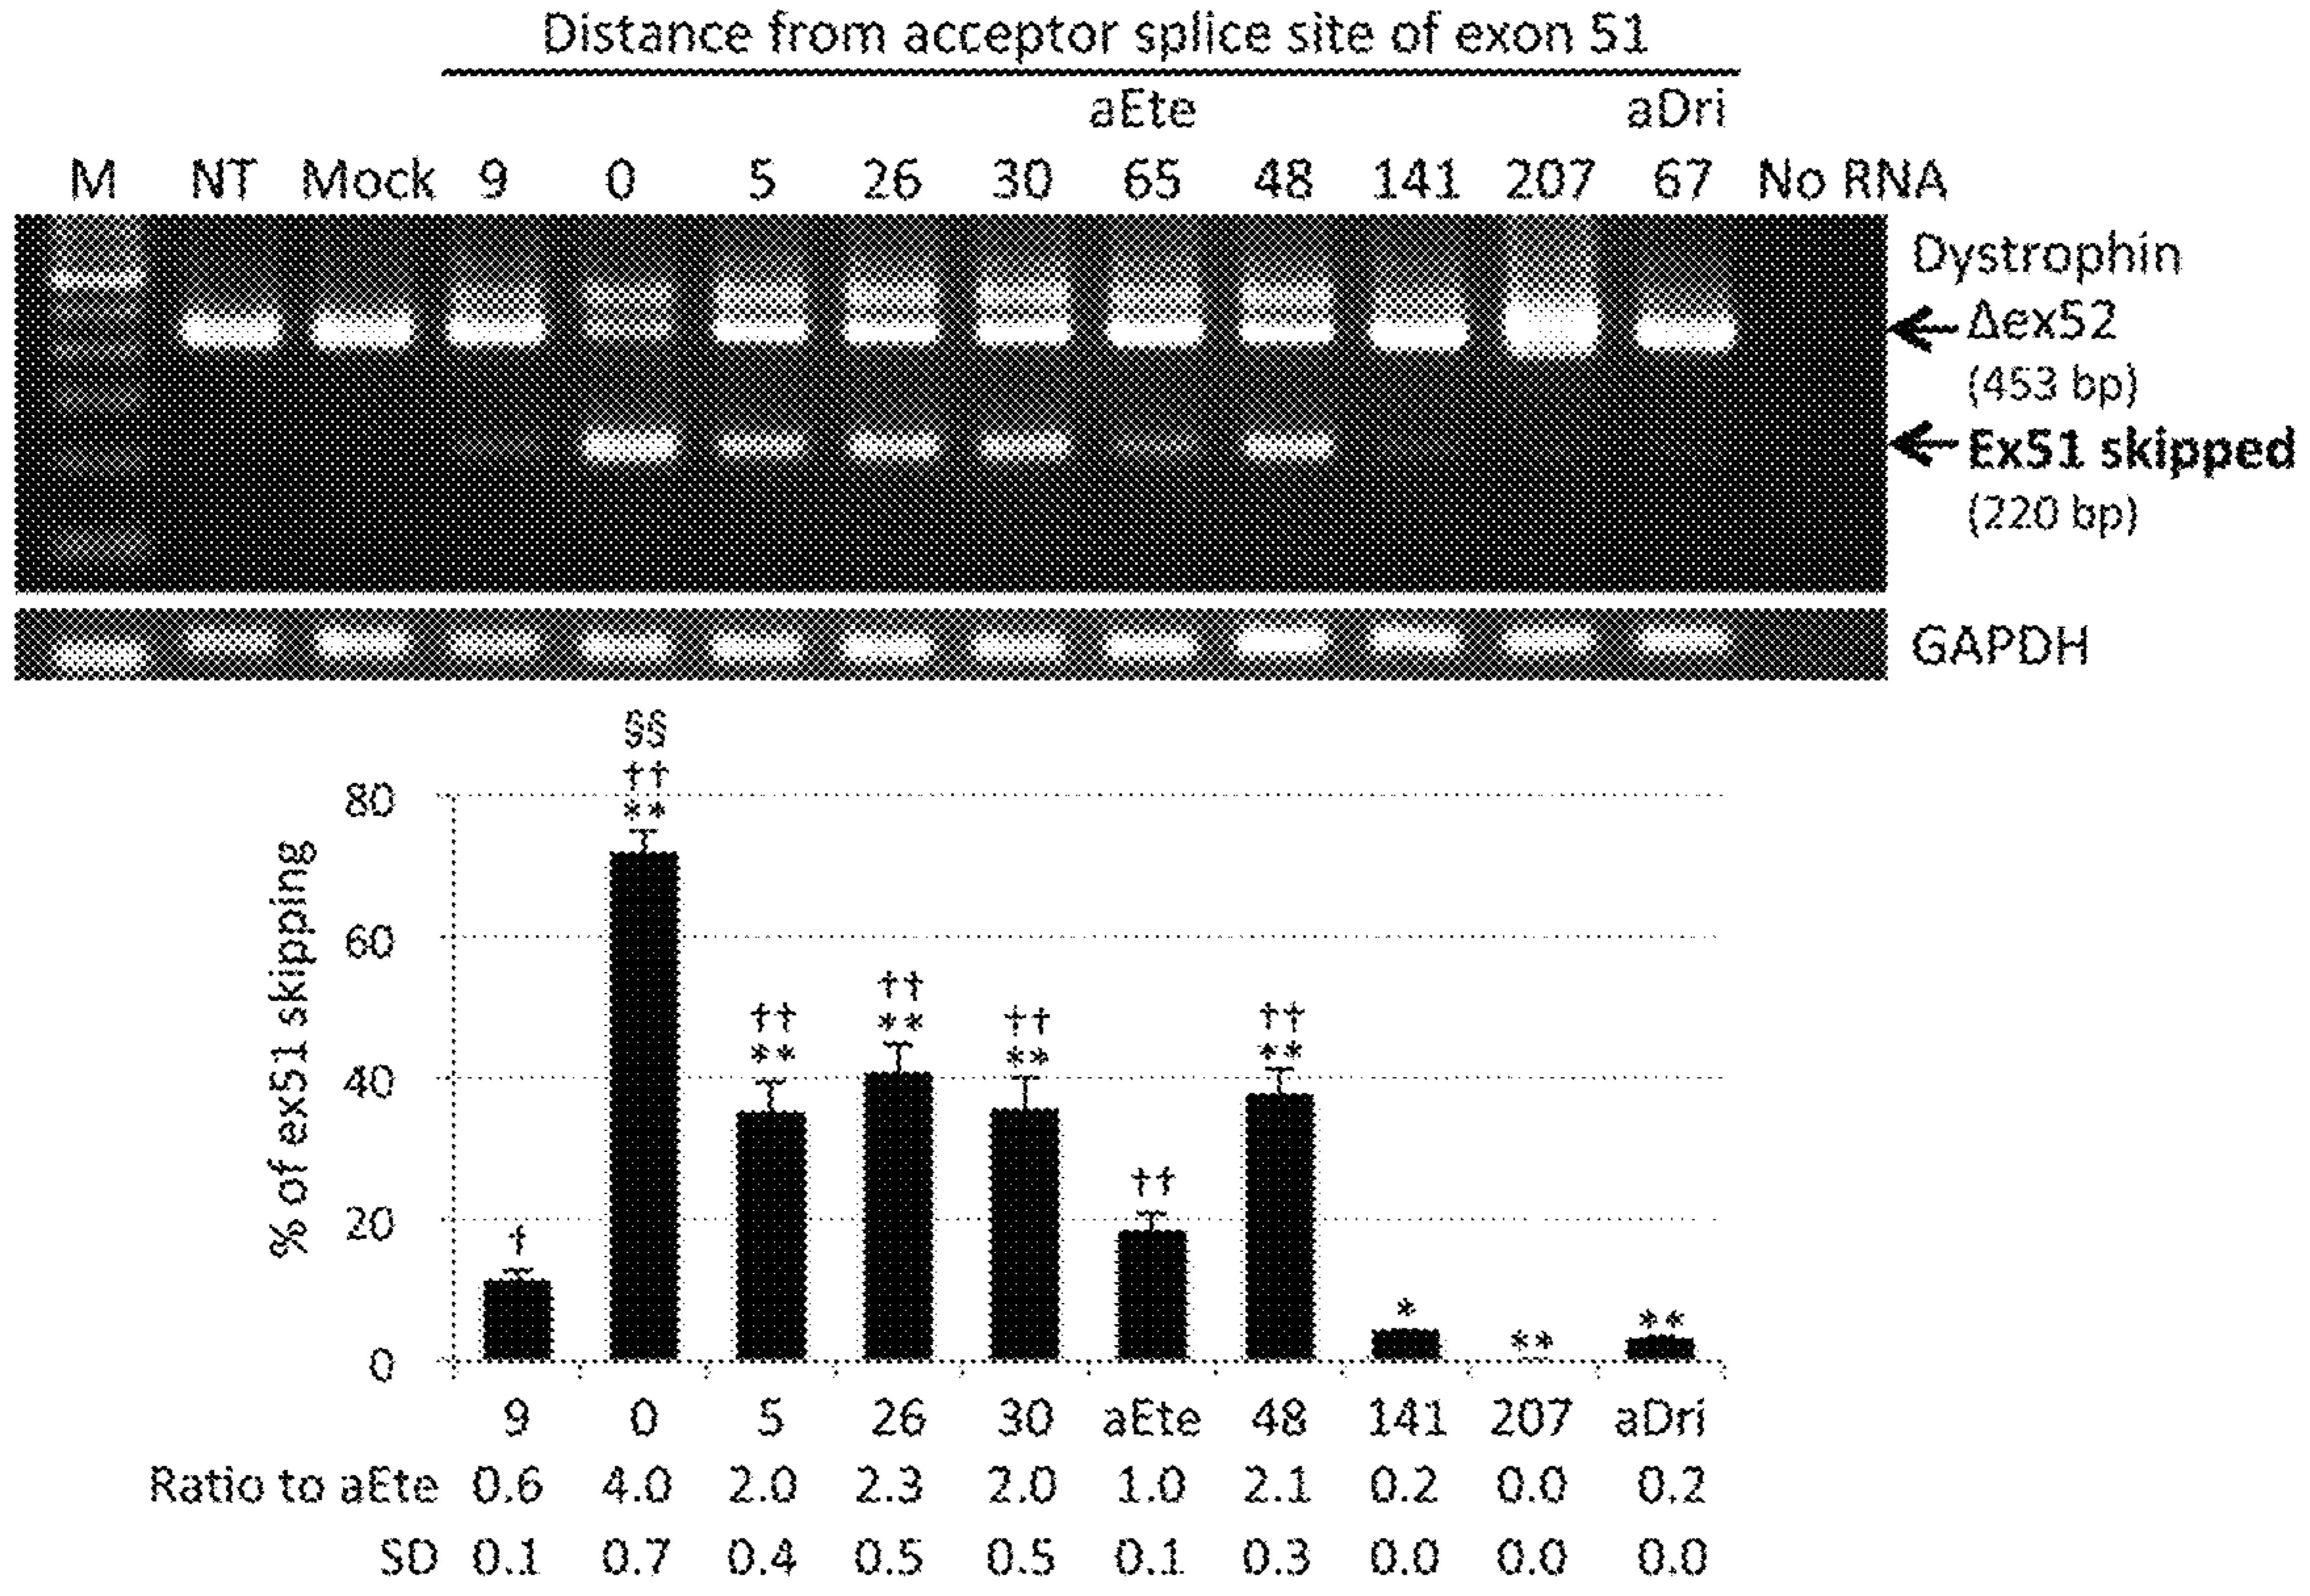 Distance from acceptor splice site of exon 51
aEte aDri
M NT Mock 9 0 5 26 30 65 48 141 207 67 No RNA
Dystrophin
Δex52
(453 bp)
Ex51 skipped
(220 bp)
GAPDH
% of ex51 skipping
§§
††
**
80
60
††
**
††
**
††
**
††
**
40
††
20
†
*
**
**
0
9 0 5 26 30 aEte 48 141 207 aDri
Ratio to aEte 0.6 4.0 2.0 2.3 2.0 1.0 2.1 0.2 0.0 0.2
SD 0.1 0.7 0.4 0.5 0.5 0.1 0.3 0.0 0.0 0.0